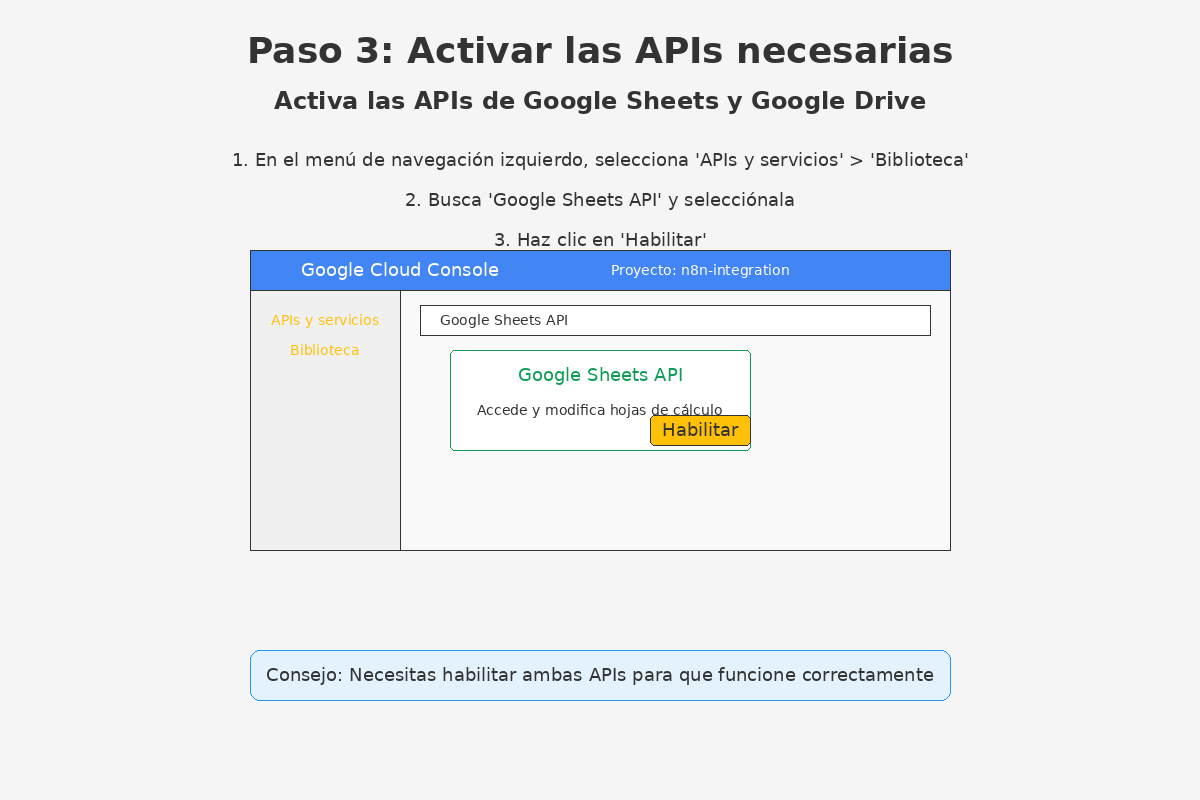 Paso 3: Activar las APIs necesarias
Activa las APIs de Google Sheets y Google Drive
1. En el menú de navegación izquierdo, selecciona 'APIs y servicios' > 'Biblioteca'
2. Busca 'Google Sheets API' y selecciónala
3. Haz clic en 'Habilitar'
Google Cloud Console
Proyecto: n8n-integration
APIs y servicios
Biblioteca
Google Sheets API
Google Sheets API
Accede y modifica hojas de cálculo
Habilitar
Consejo: Necesitas habilitar ambas APIs para que funcione correctamente